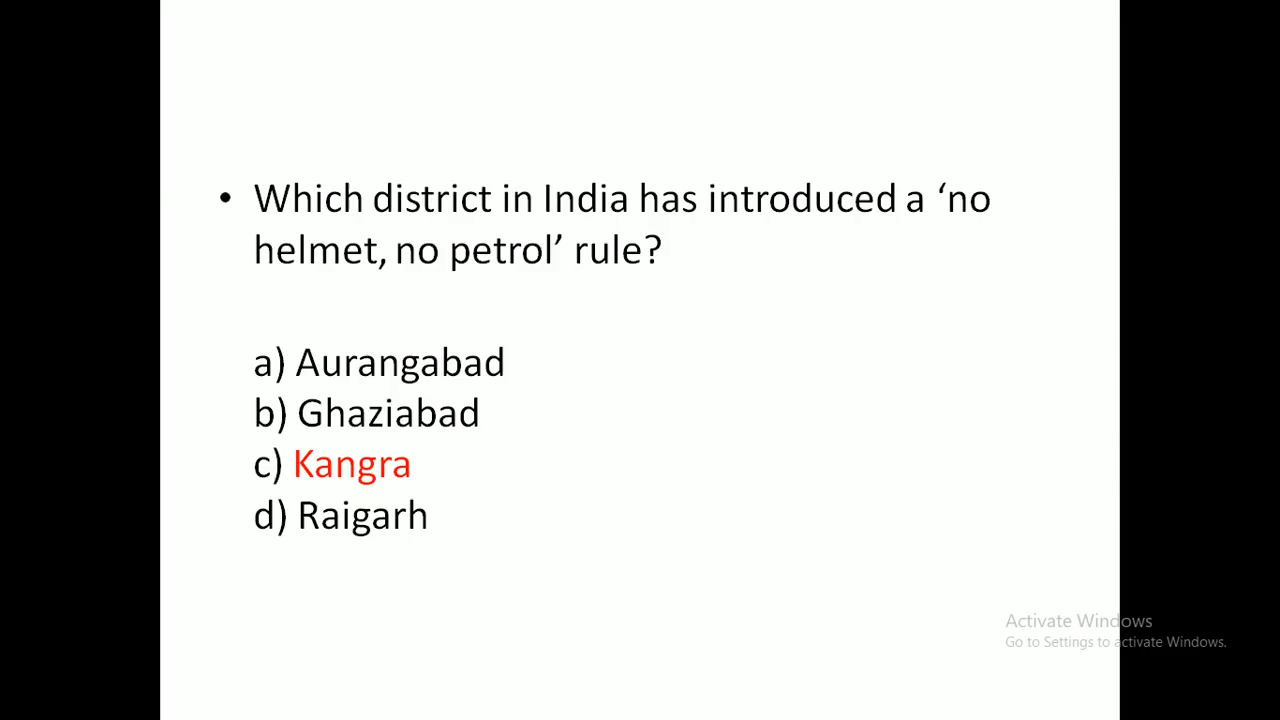 • Which district in India has introduced a ‘no
helmet, no petrol’ rule?
a) Aurangabad
b) Ghaziabad
c) Kangra
d) Raigarh
Activate Windows
Go to Settings to activate Windows.